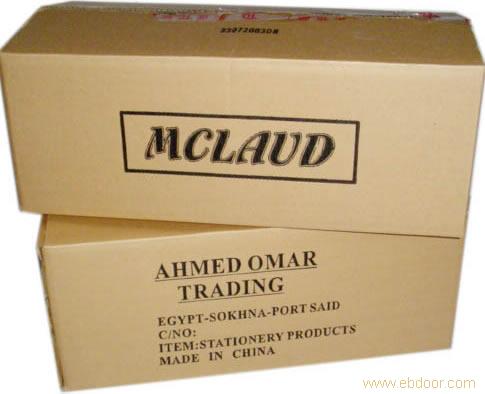 MCLAUD
AHMED OMAR
TRADING
EGYPT-SOKHNA-PORT SAID
C/NO:
ITEM:STATIONERY PRODUCTS
MADE IN CHINA
www.ebdoor.com